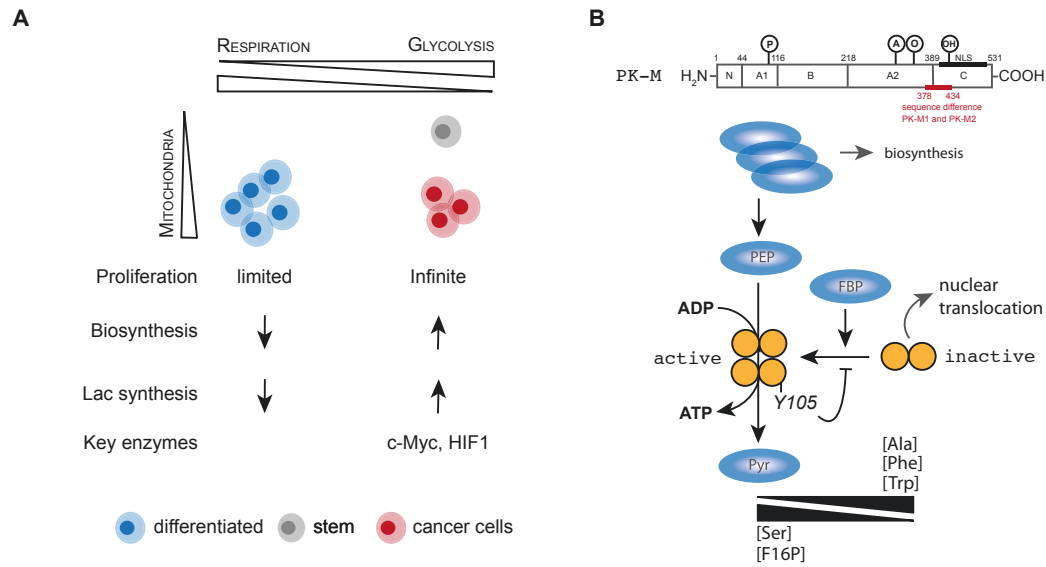 A
RESPIRATION GLYCOLYSIS
MITOCHONDRIA
Proliferation limited Infinite
Biosynthesis
Lac synthesis
Key enzymes c-Myc, HIF1
differentiated stem cancer cells
B
P A O OH
1 44 116 218 389 NLS 531
PK-M H2N N A1 B A2 C COOH
378 434
sequence difference
PK-M1 and PK-M2
biosynthesis
PEP
FBP
nuclear
translocation
ADP
active inactive
Y105
ATP
Pyr
[Ala]
[Phe]
[Trp]
[Ser]
[F16P]